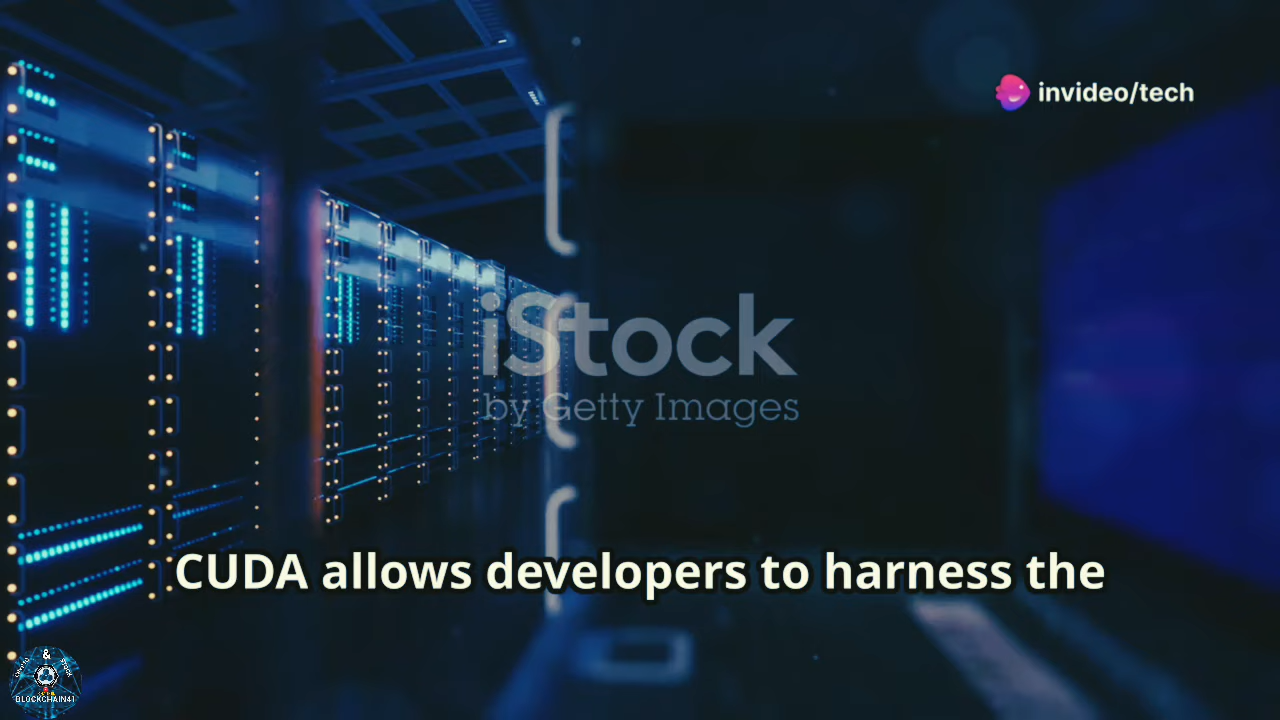 invideo/tech
iStock
by Getty Images
CUDA allows developers to harness the
&
BLOCKCHAIN41